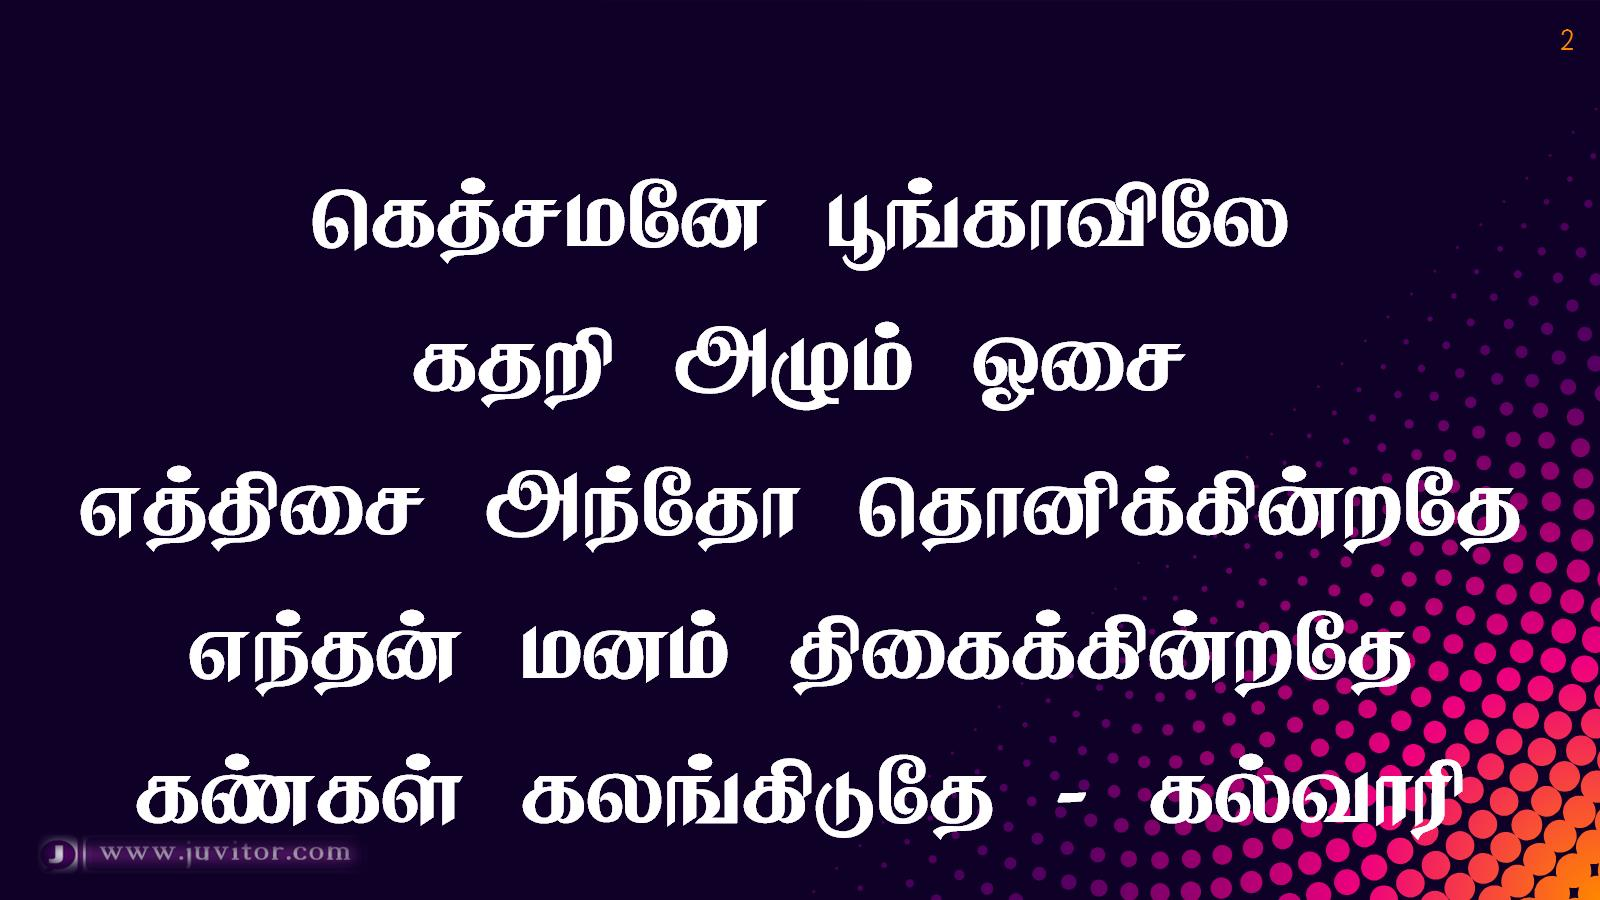 2
கெத்சமனே பூங்காவிலே
கதறி அழும் ஓசை
எத்திசை அந்தோ தொனிக்கின்றதே
எந்தன் மனம் திகைக்கின்றதே
கண்கள் கலங்கிடுதே - கல்வாரி
J www.juvitor.com